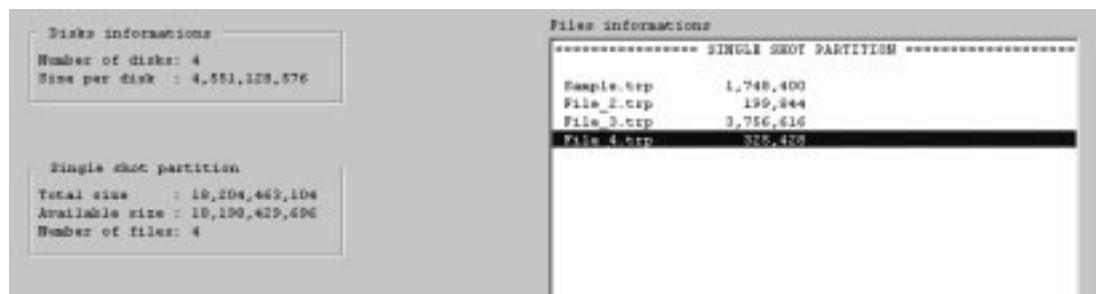 Disks informations
Number of disks: 4
Size per disk : 4,551,128,576
Single shot partition
Total size : 18,204,463,104
Available size : 18,198,429,696
Number of files: 4
Files informations
================ SINGLE SHOT PARTITION ===================
Sample.trp 1,748,400
File_2.trp 199,844
File_3.trp 3,756,616
File_4.trp 328,428